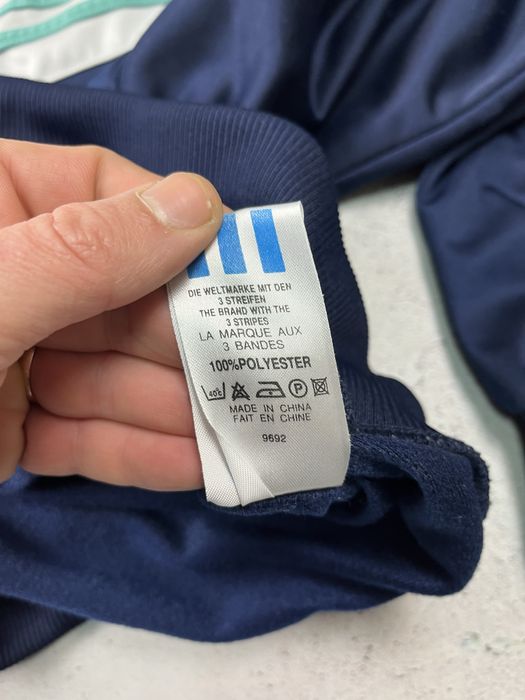 DIE WELTMARKE MIT DEN
3 STREIFEN
THE BRAND WITH THE
3 STRIPES
LA MARQUE AUX
3 BANDES
100%POLYESTER
40°C P
MADE IN CHINA
FAIT EN CHINE
9692